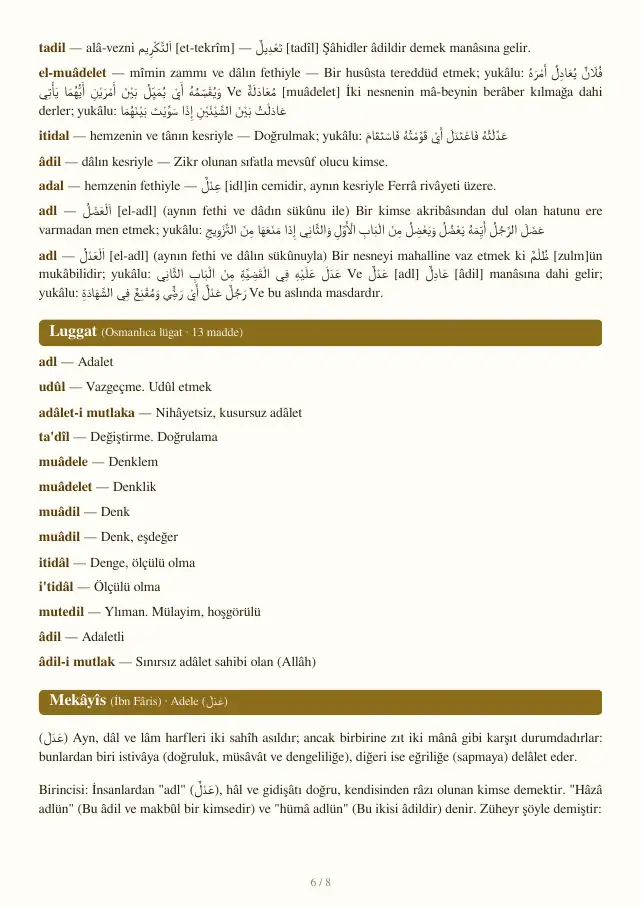 tadil — alâ-vezni اَلتَّكْرِيم [et-tekrîm] — تَعْدِيلٌ [tadîl] Şâhidler âdildir demek manâsına gelir.
el-muâdelet — mîmin zammı ve dâlın fethiyle — Bir husûsta tereddüd etmek; yukâlu: فُلَانٌ يُعَادِلُ أَمْرَهُ
وَيُقَسِّمُهُ أَيْ يُمَيِّلُ بَيْنَ أَمْرَيْنِ أَيُّهُمَا يَأْتِي Ve مُعَادَلَةٌ [muâdelet] İki nesnenin mâ-beynin berâber kılmağa dahi
derler; yukâlu: عَادَلْتُ بَيْنَ الشَّيْئَيْنِ إِذَا سَوَّيْتَ بَيْنَهُمَا
itidal — hemzenin ve tânın kesriyle — Doğrulmak; yukâlu: عَدَّلْتُهُ فَاعْتَدَلَ أَيْ قَوَّمْتُهُ فَاسْتَقَامَ
âdil — dâlın kesriyle — Zikr olunan sıfatla mevsûf olucu kimse.
adal — hemzenin fethiyle — عِدْلٌ [idl]in cemidir, aynın kesriyle Ferrâ rivâyeti üzere.
adl — اَلْعَضْلُ [el-adl] (aynın fethi ve dâdın sükûnu ile) Bir kimse akribâsından dul olan hatunu ere
varmadan men etmek; yukâlu: عَضَلَ الرَّجُلُ أَيِّمَهُ يَعْضُلُ وَيَعْضِلُ مِنَ الْبَابِ الْأَوَّلِ وَالثَّانِي إِذَا مَنَعَهَا مِنَ التَّزْوِيجِ
adl — اَلْعَدْلُ [el-adl] (aynın fethi ve dâlın sükûnuyla) Bir nesneyi mahalline vaz etmek ki ظُلْمٌ [zulm]ün
mukâbilidir; yukâlu: عَدَلَ عَلَيْهِ فِي الْقَضِيَّةِ مِنَ الْبَابِ الثَّانِي Ve عَدْلٌ [adl] عَادِلٌ [âdil] manâsına dahi gelir;
yukâlu: رَجُلٌ عَدْلٌ أَيْ رَضِّي وَمُقْنِعٌ فِي الشَّهَادَةِ Ve bu aslında masdardır.
Luggat (Osmanlıca lügat · 13 madde)
adl — Adalet
udûl — Vazgeçme. Udûl etmek
adâlet-i mutlaka — Nihâyetsiz, kusursuz adâlet
ta'dîl — Değiştirme. Doğrulama
muâdele — Denklem
muâdelet — Denklik
muâdil — Denk
muâdil — Denk, eşdeğer
itidâl — Denge, ölçülü olma
i'tidâl — Ölçülü olma
mutedil — Ylıman. Mülayim, hoşgörülü
âdil — Adaletli
âdil-i mutlak — Sınırsız adâlet sahibi olan (Allâh)
Mekâyîs (İbn Fâris) · Adele (عَدَلَ)
(عَدَلَ) Ayn, dâl ve lâm harfleri iki sahîh asıldır; ancak birbirine zıt iki mânâ gibi karşıt durumdadırlar:
bunlardan biri istivâya (doğruluk, müsâvât ve dengeliliğe), diğeri ise eğriliğe (sapmaya) delâlet eder.
Birincisi: İnsanlardan "adl" (عَدْلٌ), hâl ve gidişâtı doğru, kendisinden râzı olunan kimse demektir. "Hâzâ
adlün" (Bu âdil ve makbûl bir kimsedir) ve "hümâ adlün" (Bu ikisi âdildir) denir. Züheyr şöyle demiştir:
6 / 8